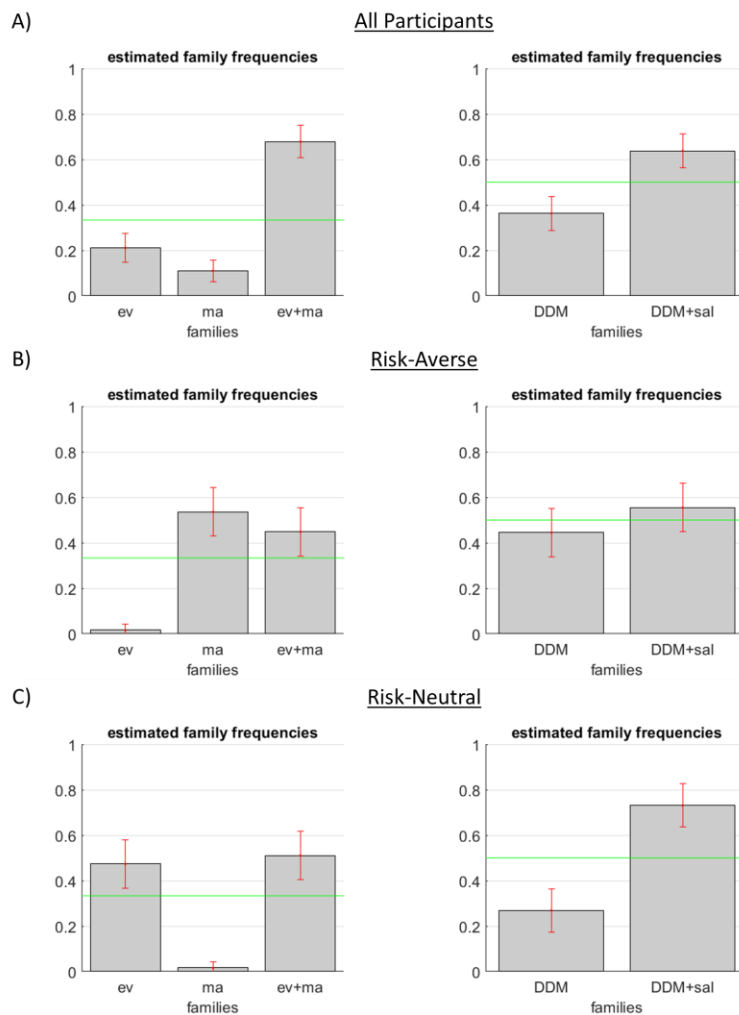 A) All Participants
estimated family frequencies estimated family frequencies
1 1
0.8 0.8
0.6 0.6
0.4 0.4
0.2 0.2
0 0
ev ma ev+ma DDM DDM+sal
families families
B) Risk-Averse
estimated family frequencies estimated family frequencies
1 1
0.8 0.8
0.6 0.6
0.4 0.4
0.2 0.2
0 0
ev ma ev+ma DDM DDM+sal
families families
C) Risk-Neutral
estimated family frequencies estimated family frequencies
1 1
0.8 0.8
0.6 0.6
0.4 0.4
0.2 0.2
0 0
ev ma ev+ma DDM DDM+sal
families families